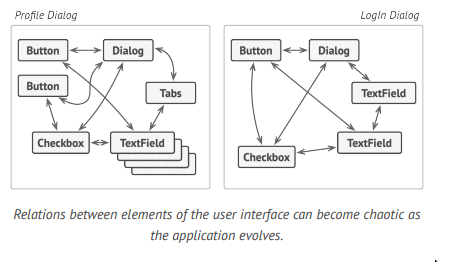 Profile Dialog
LogIn Dialog
Button
Dialog
Button
Tabs
Checkbox
TextField
Button
Dialog
TextField
TextField
Checkbox
Relations between elements of the user interface can become chaotic as
the application evolves.